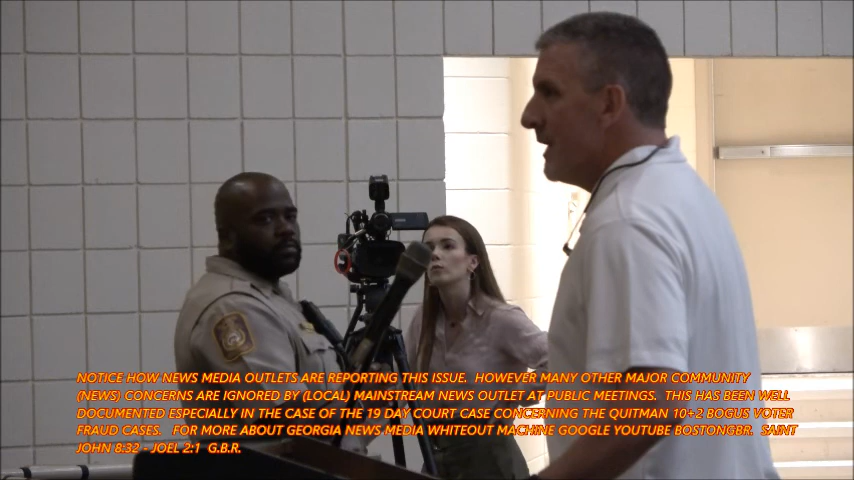 NOTICE HOW NEWS MEDIA OUTLETS ARE REPORTING THIS ISSUE.  HOWEVER MANY OTHER MAJOR COMMUNITY
(NEWS) CONCERNS ARE IGNORED BY (LOCAL) MAINSTREAM NEWS OUTLET AT PUBLIC MEETINGS.  THIS HAS BEEN WELL
DOCUMENTED ESPECIALLY IN THE CASE OF THE 19 DAY COURT CASE CONCERNING THE QUITMAN 10+2 BOGUS VOTER
FRAUD CASES.   FOR MORE ABOUT GEORGIA NEWS MEDIA WHITEOUT MACHINE GOOGLE YOUTUBE BOSTONGBR.  SAINT
JOHN 8:32 - JOEL 2:1  G.B.R.